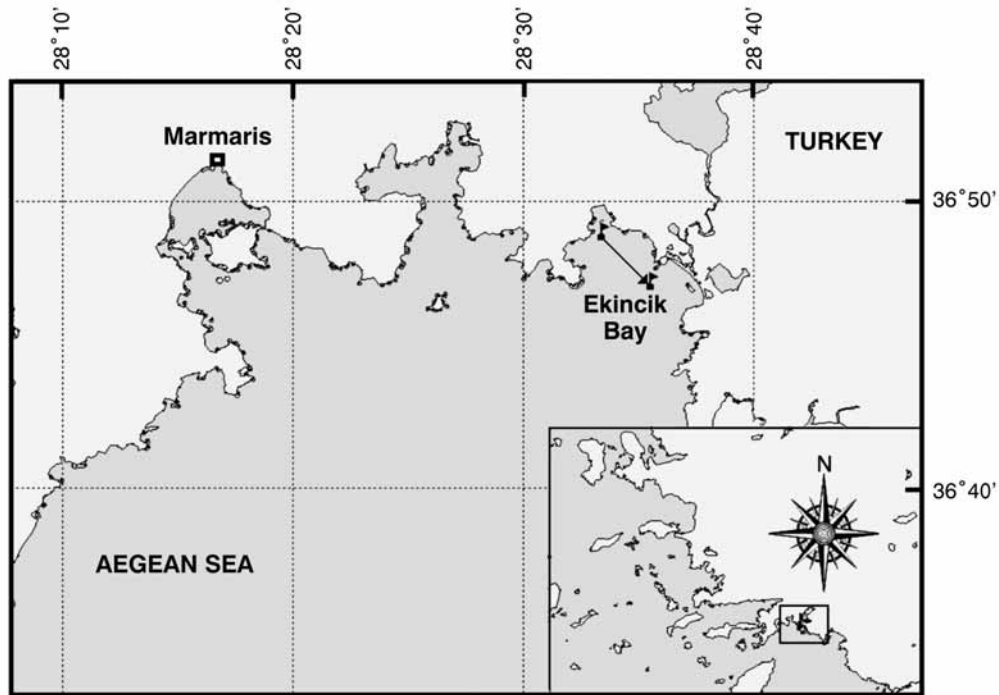 28°10'
28°20'
28°30'
28°40'
Marmaris
TURKEY
36°50'
Ekincik
Bay
N
36°40'
AEGEAN SEA